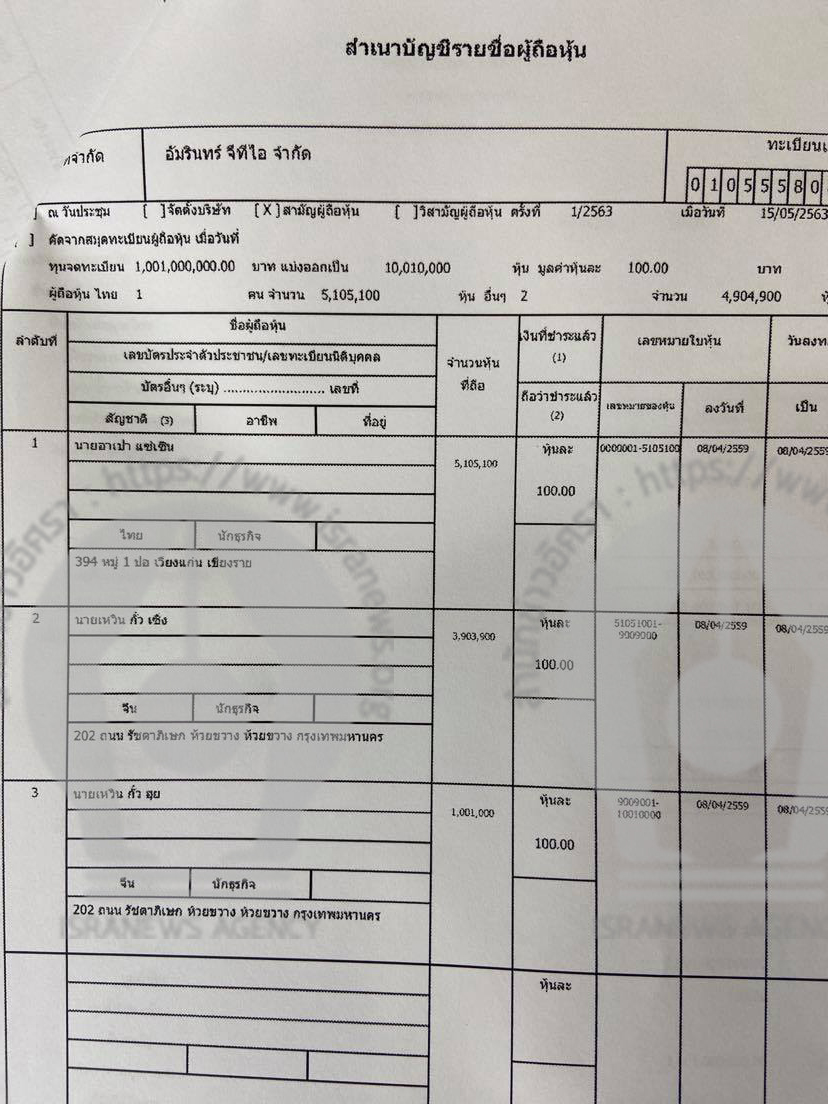 สำเนาบัญชีรายชื่อผู้ถือหุ้น
จำกัด อัมรินทร์ จีทีไอ จำกัด
01055580
] ณ วันประชุม [ ]จัดตั้งบริษัท [X]สามัญผู้ถือหุ้น [ ]วิสามัญผู้ถือหุ้น ครั้งที่ 1/2563 เมื่อวันที่ 15/05/2563
] คัดจากสมุดทะเบียนผู้ถือหุ้น เมื่อวันที่
ทุนจดทะเบียน 1,001,000,000.00 บาท แบ่งออกเป็น 10,010,000 หุ้น มูลค่าหุ้นละ 100.00 บาท
ผู้ถือหุ้น ไทย 1 คน จำนวน 5,105,100 หุ้น อื่นๆ 2 จำนวน 4,904,900
ลำดับที่
ชื่อผู้ถือหุ้น
เลขบัตรประจำตัวประชาชน/เลขทะเบียนนิติบุคคล
บัตรอื่นๆ (ระบุ) .......................... เลขที่
สัญชาติ (3) อาชีพ ที่อยู่
จำนวนหุ้น
ที่ถือ
เงินที่ชำระแล้ว
(1)
ถือว่าชำระแล้ว
(2)
เลขหมายใบหุ้น
เลขหมายของหุ้น ลงวันที่
เป็น
1 นายอาเปา แซ่เซิน 5,105,100 หุ้นละ 0000001-5105100 08/04/2559 08/04/2559
100.00
ไทย นักธุรกิจ
394 หมู่ 1 ปอ เวียงแก่น เชียงราย
2 นายเหวิน กั๋ว เซิ่ง 3,903,900 หุ้นละ 51051001- 08/04/2559 08/04/2559
9009000
100.00
จีน นักธุรกิจ
202 ถนน รัชดาภิเษก ห้วยขวาง ห้วยขวาง กรุงเทพมหานคร
3 นายเหวิน กั๋ว ฮุย 1,001,000 หุ้นละ 9009001- 08/04/2559 08/04/2559
10010000
100.00
จีน นักธุรกิจ
202 ถนน รัชดาภิเษก ห้วยขวาง ห้วยขวาง กรุงเทพมหานคร
หุ้นละ
https://www.isranews.org
ISRANEWS AGENCY